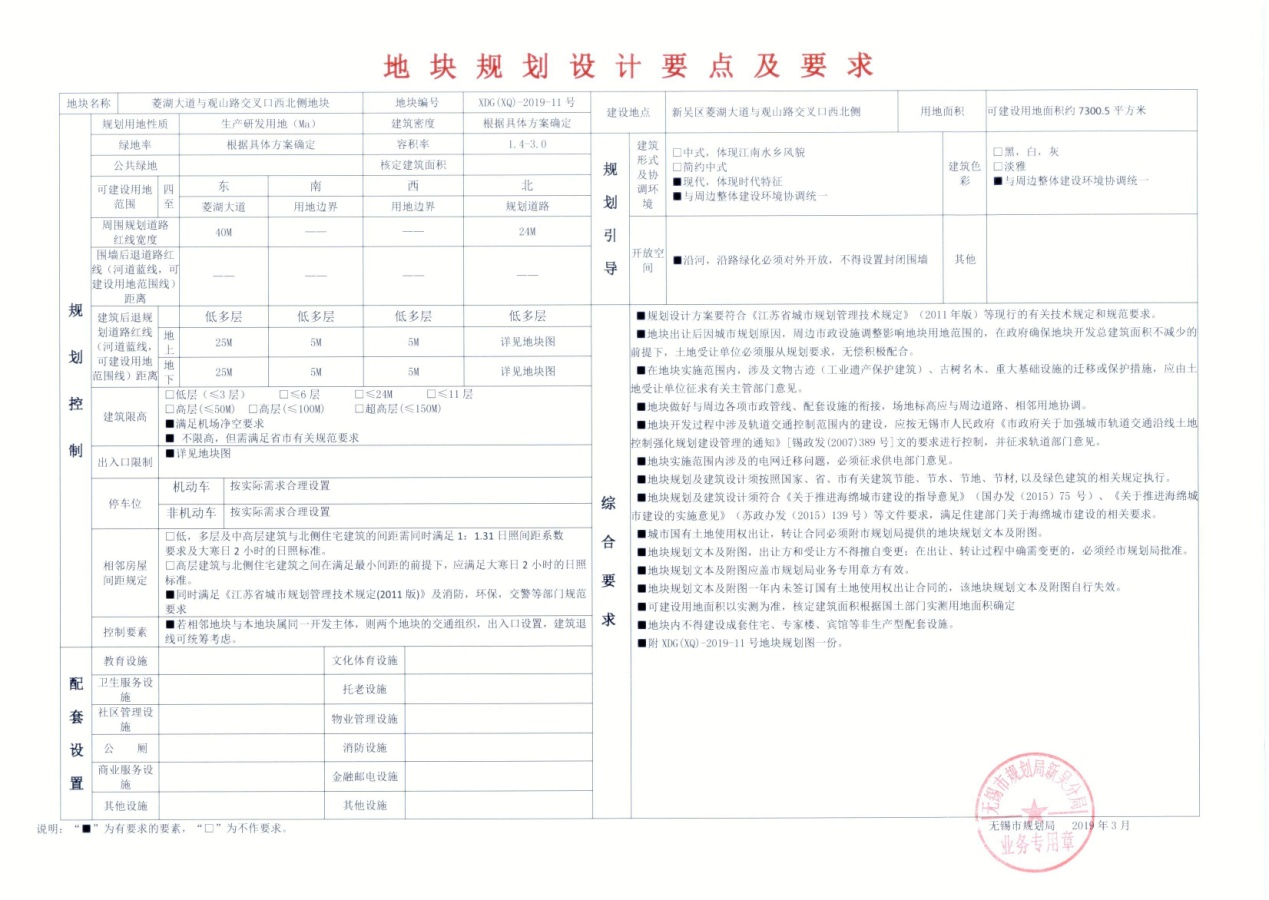 地块规划设计要点及要求
地块名称 菱湖大道与观山路交叉口西北侧地块 地块编号 XDG(XQ)-2019-11号 建设地点 新吴区菱湖大道与观山路交叉口西北侧 用地面积 可建设用地面积约7300.5平方米
规划控制
规划用地性质 生产研发用地（Ma） 建筑密度 根据具体方案确定
绿地率 根据具体方案确定 容积率 1.4-3.0
公共绿地 核定建筑面积
可建设用地范围 四至 东 南 西 北
菱湖大道 用地边界 用地边界 规划道路
周围规划道路
红线宽度 40M —— —— 24M
围墙后退道路红
线（河道蓝线，可
建设用地范围线）
距离 —— —— —— ——
建筑后退规
划道路红线
（河道蓝线，
可建设用地
范围线）距离
低多层 低多层 低多层 低多层
地上 25M 5M 5M 详见地块图
地下 25M 5M 5M 详见地块图
建筑限高
□低层（≤3层） □≤6层 □≤24M □≤11层
□高层(≤50M) □高层(≤100M) □超高层(≤150M)
■满足机场净空要求
■ 不限高，但需满足省市有关规范要求
出入口限制 ■详见地块图
停车位 机动车 按实际需求合理设置
非机动车 按实际需求合理设置
相邻房屋
间距规定
□低，多层及中高层建筑与北侧住宅建筑的间距需同时满足1：1.31日照间距系数
要求及大寒日2小时的日照标准。
□高层建筑与北侧住宅建筑之间在满足最小间距的前提下，应满足大寒日2小时的日照
标准。
■同时满足《江苏省城市规划管理技术规定(2011版)》及消防，环保，交警等部门规范
要求
控制要素
■若相邻地块与本地块属同一开发主体，则两个地块的交通组织，出入口设置，建筑退
线可统筹考虑。
配套设置
教育设施 文化体育设施
卫生服务设施 托老设施
社区管理设施 物业管理设施
公 厕 消防设施
商业服务设施 金融邮电设施
其他设施 其他设施
规划引导
建筑形式及协调环境
□中式，体现江南水乡风貌
□简约中式
■现代，体现时代特征
■与周边整体建设环境协调统一
建筑色彩
□黑，白，灰
□淡雅
■与周边整体建设环境协调统一
开放空间 ■沿河，沿路绿化必须对外开放，不得设置封闭围墙 其他
综合要求
■规划设计方案要符合《江苏省城市规划管理技术规定》（2011年版）等现行的有关技术规定和规范要求。
■地块出让后因城市规划原因，周边市政设施调整影响地块用地范围的，在政府确保地块开发总建筑面积不减少的
前提下，土地受让单位必须服从规划要求，无偿积极配合。
■在地块实施范围内，涉及文物古迹（工业遗产保护建筑）、古树名木、重大基础设施的迁移或保护措施，应由土
地受让单位征求有关主管部门意见。
■地块做好与周边各项市政管线、配套设施的衔接，场地标高应与周边道路、相邻用地协调。
■地块开发过程中涉及轨道交通控制范围内的建设，应按无锡市人民政府《市政府关于加强城市轨道交通沿线土地
控制强化规划建设管理的通知》[锡政发(2007)389号]文的要求进行控制，并征求轨道部门意见。
■地块实施范围内涉及的电网迁移问题，必须征求供电部门意见。
■地块规划及建筑设计须按照国家、省、市有关建筑节能、节水、节地、节材,以及绿色建筑的相关规定执行。
■地块规划及建筑设计须符合《关于推进海绵城市建设的指导意见》（国办发（2015）75号）、《关于推进海绵城
市建设的实施意见》（苏政办发（2015）139号）等文件要求，满足住建部门关于海绵城市建设的相关要求。
■城市国有土地使用权出让，转让合同必须附市规划局提供的地块规划文本及附图。
■地块规划文本及附图，出让方和受让方不得擅自变更；在出让、转让过程中确需变更的，必须经市规划局批准。
■地块规划文本及附图应盖市规划局业务专用章方有效。
■地块规划文本及附图一年内未签订国有土地使用权出让合同的，该地块规划文本及附图自行失效。
■可建设用地面积以实测为准，核定建筑面积根据国土部门实测用地面积确定
■地块内不得建设成套住宅、专家楼、宾馆等非生产型配套设施。
■附XDG(XQ)-2019-11号地块规划图一份。
无锡市规划局新吴分局
业务专用章
无锡市规划局 2019年3月
说明：“■”为有要求的要素，“□”为不作要求。